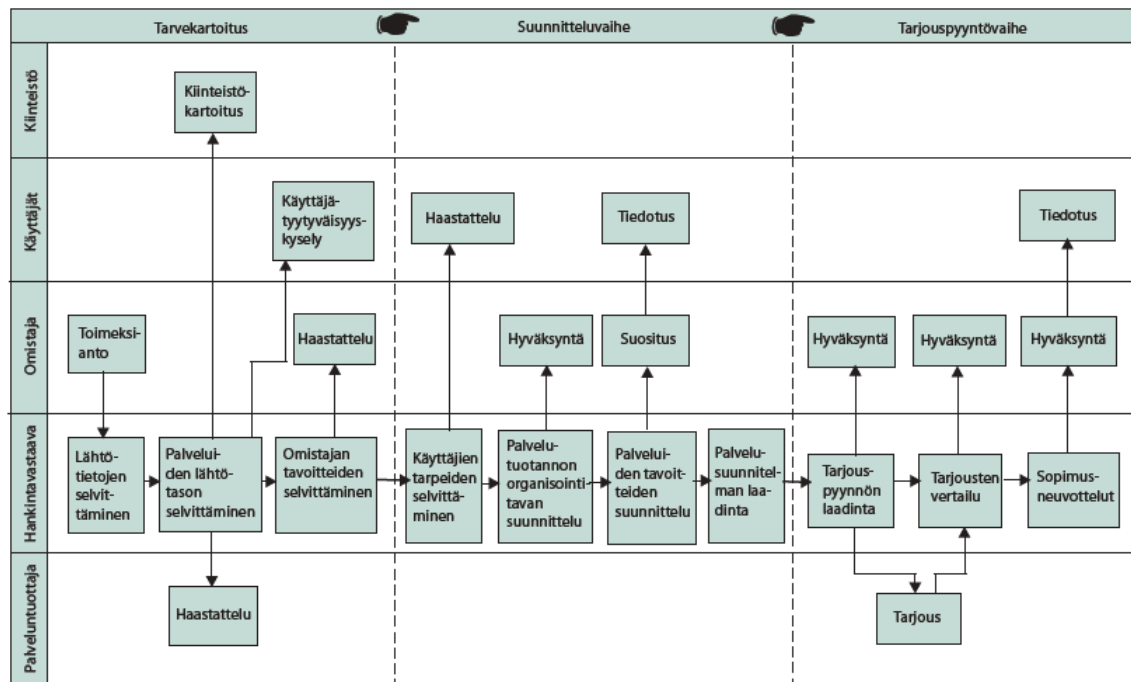 Tarvekartoitus
Suunnitteluvaihe
Tarjouspyyntövaihe
Kiinteistö
Kiinteistö-
kartoitus
Käyttäjät
Käyttäjä-
tyytyväisyys-
kysely
Haastattelu
Tiedotus
Tiedotus
Omistaja
Toimeksi-
anto
Haastattelu
Hyväksyntä
Suositus
Hyväksyntä
Hyväksyntä
Hyväksyntä
Hankintavastaava
Lähtö-
tietojen
selvit-
täminen
Palvelui-
den lähtö-
tason
selvittäminen
Omistajan
tavoitteiden
selvittäminen
Käyttäjien
tarpeiden
selvittä-
minen
Palvelu-
tuotannon
organisointi-
tavan
suunnittelu
Palvelui-
den tavoit-
teiden
suunnittelu
Palvelu-
suunnitel-
man laa-
dinta
Tarjous-
pyynnön
laadinta
Tarjousten
vertailu
Sopimus-
neuvottelut
Palveluntuottaja
Haastattelu
Tarjous